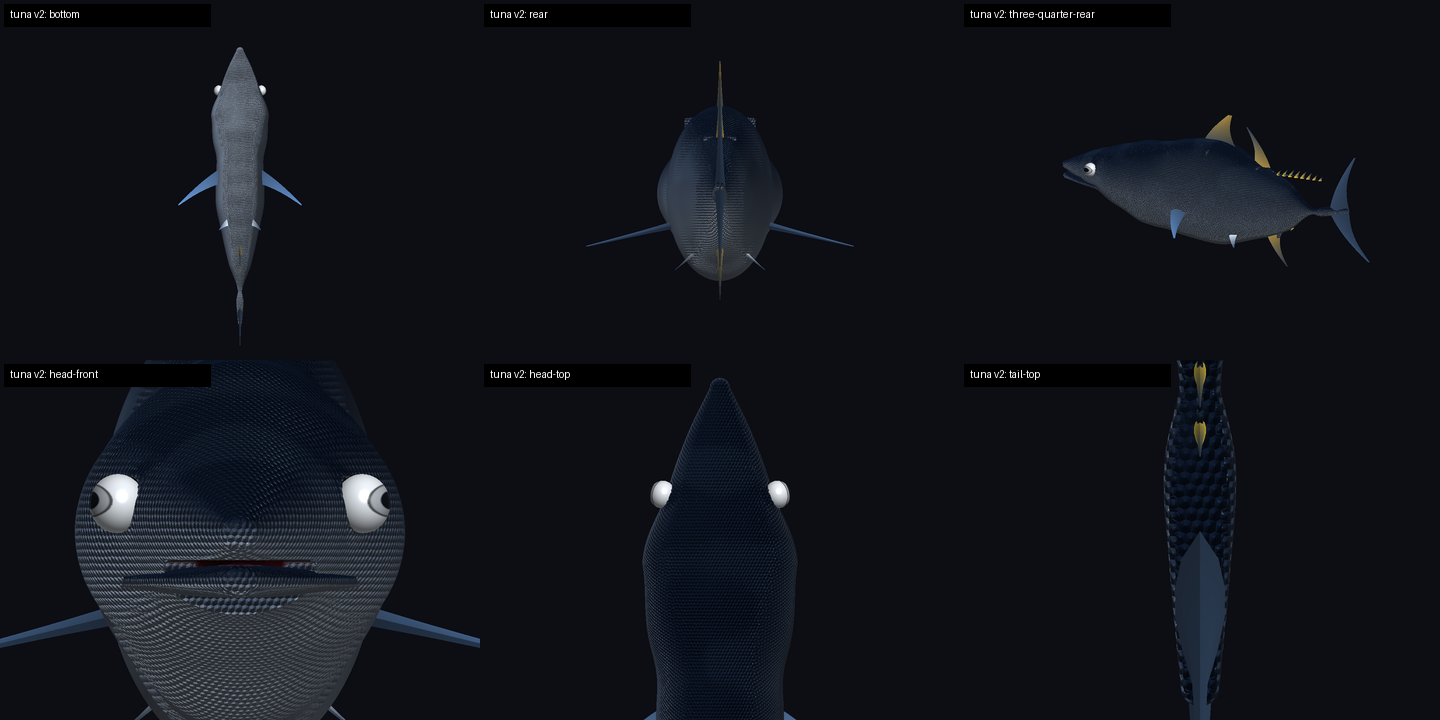 tuna v2: bottom
tuna v2: rear
tuna v2: three-quarter-rear
tuna v2: head-front
tuna v2: head-top
tuna v2: tail-top